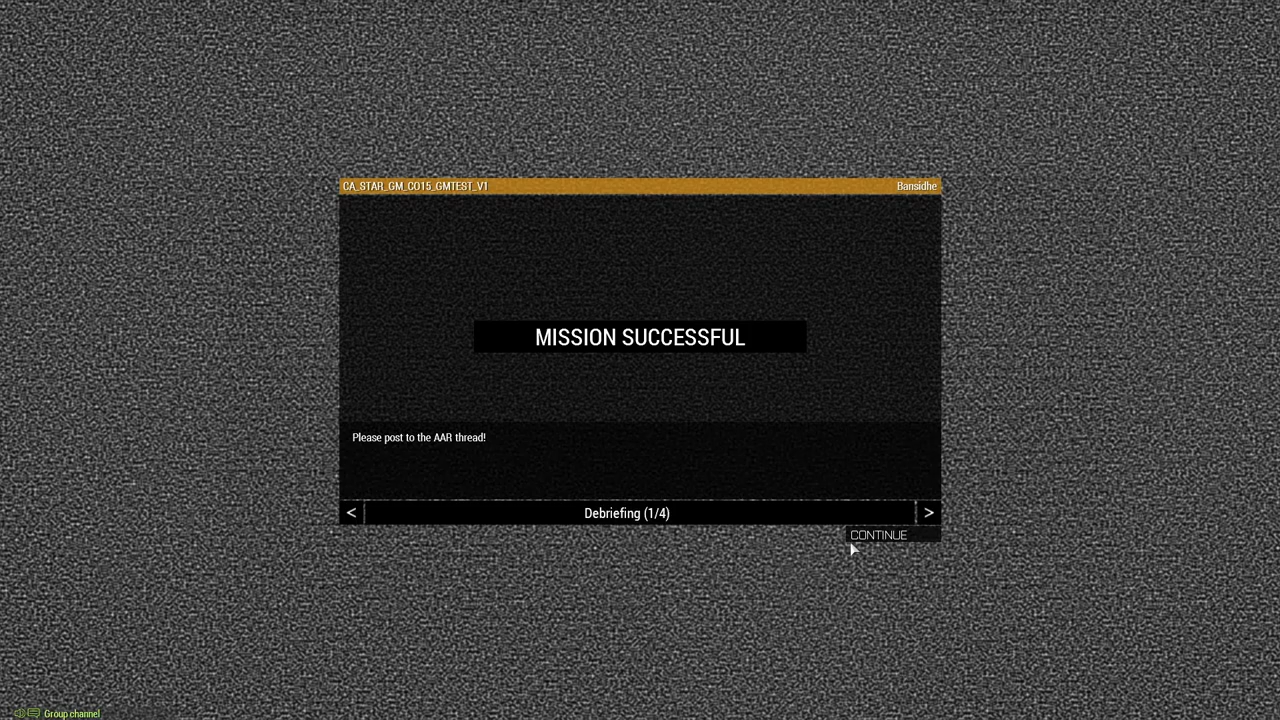 CA_STAR_GM_CO15_GMTEST_V1 Bansidhe
MISSION SUCCESSFUL
Please post to the AAR thread!
< Debriefing (1/4) >
CONTINUE
Group channel